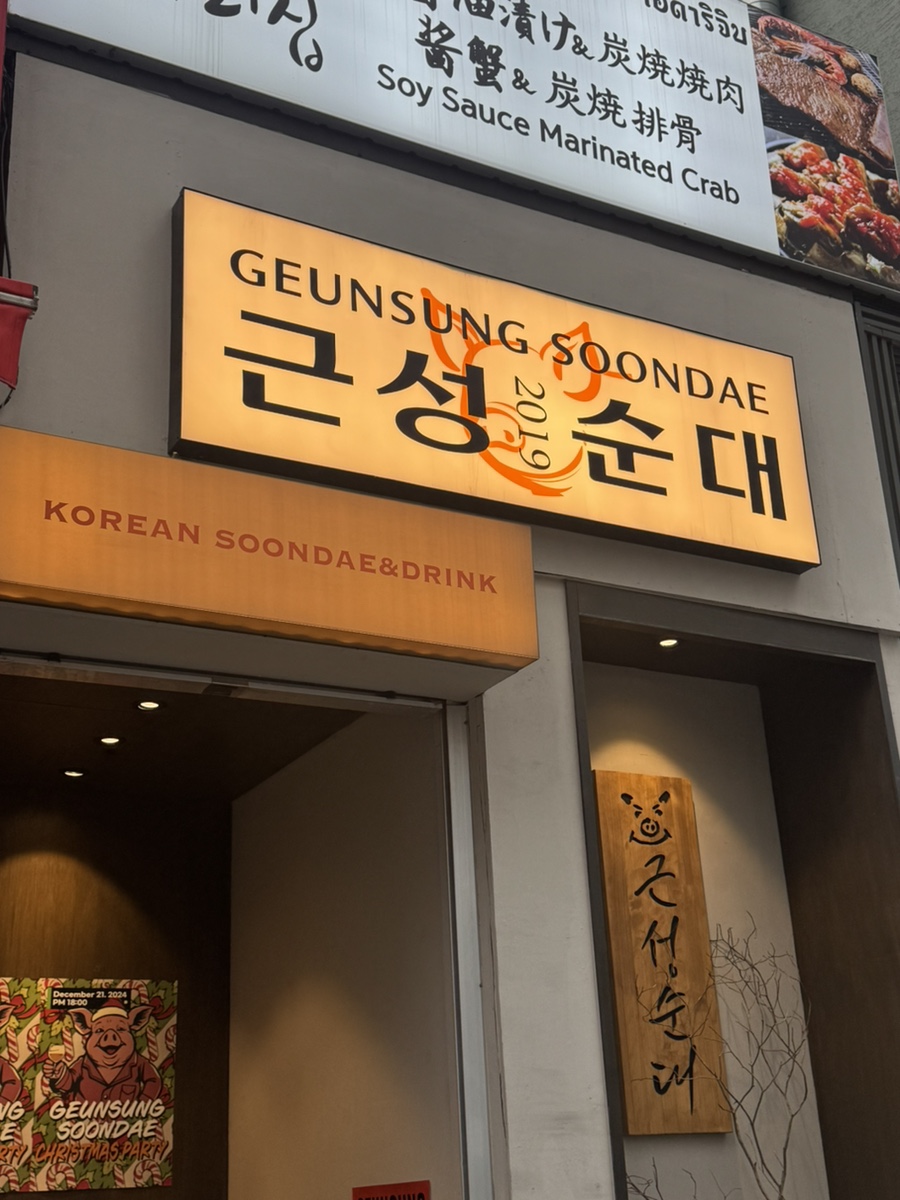 漬け&炭焼焼肉
醤蟹&炭焼排骨
Soy Sauce Marinated Crab
GEUNSUNG SOONDAE
근성순대
2019
KOREAN SOONDAE&DRINK
근성순대
December 21. 2024
PM 18:00
GEUNSUNG
SOONDAE
CHRISTMAS PARTY